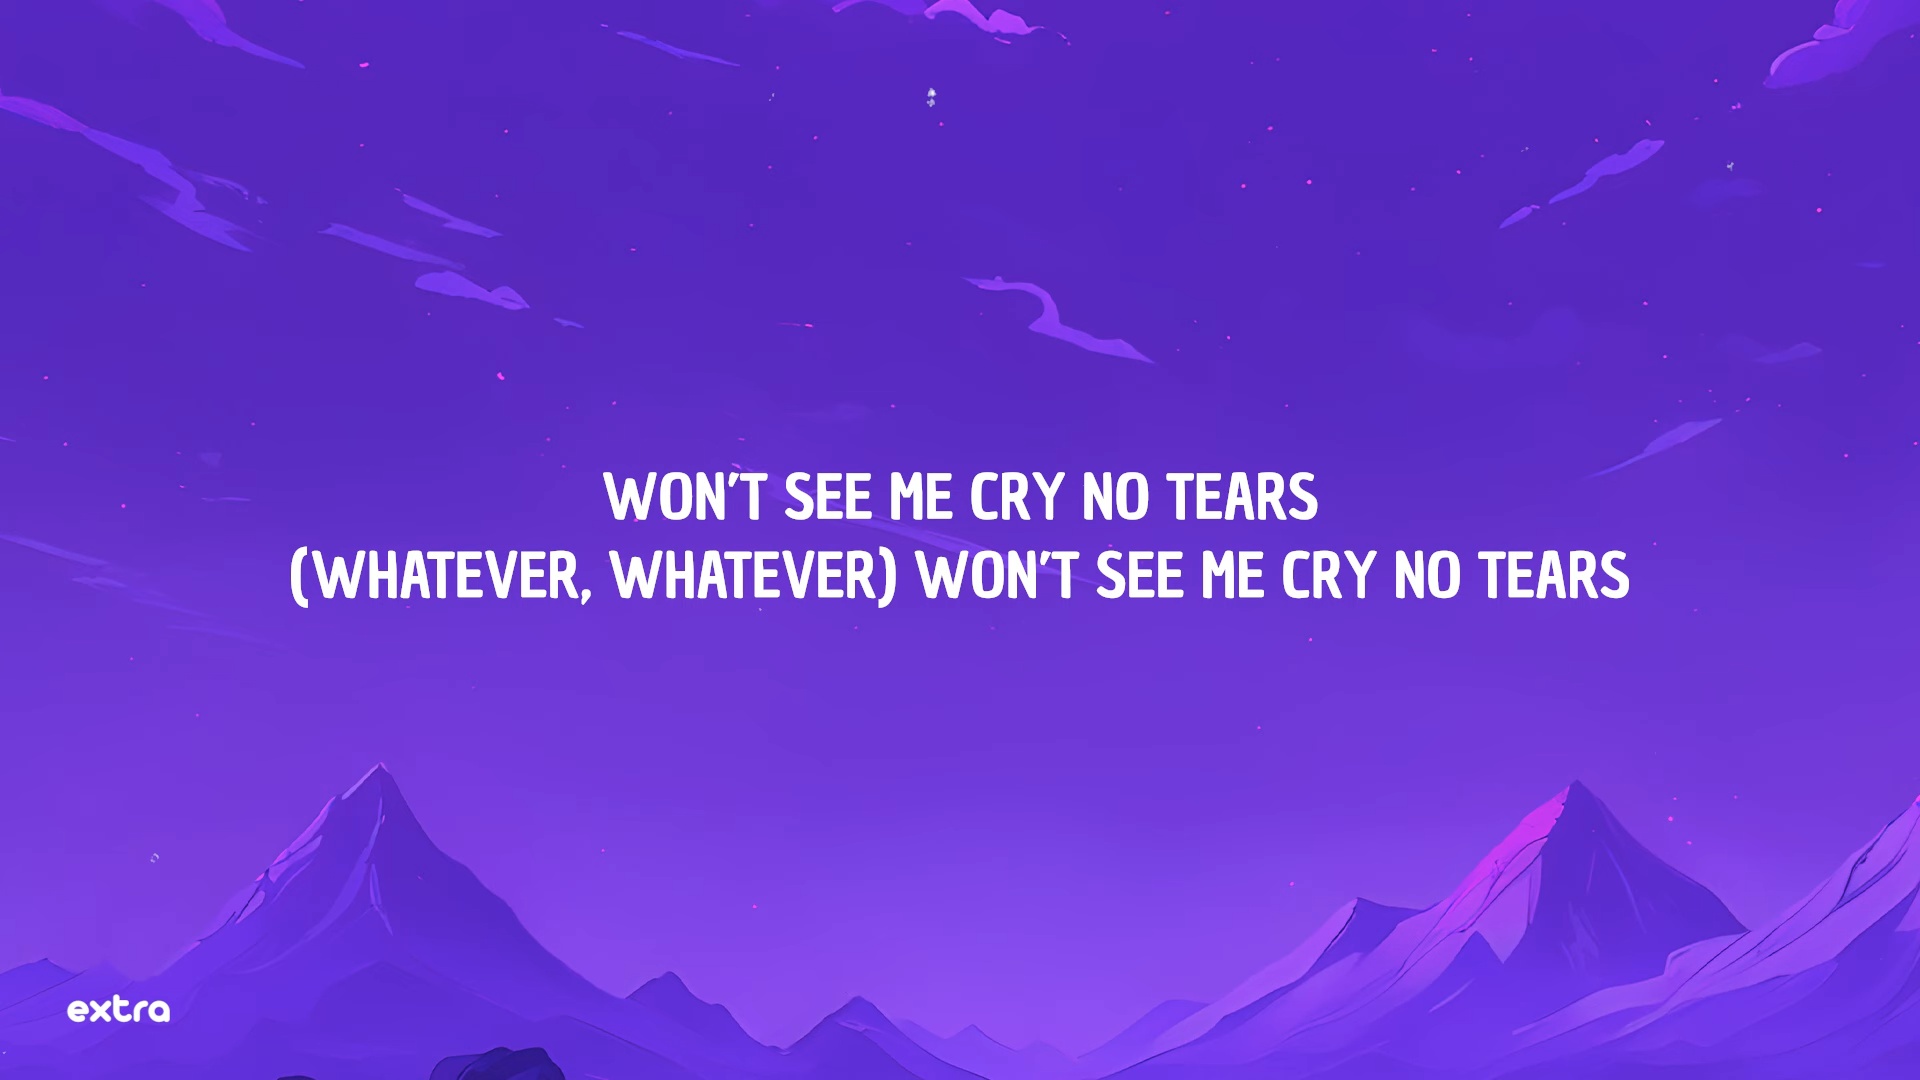 WON'T SEE ME CRY NO TEARS
(WHATEVER, WHATEVER) WON'T SEE ME CRY NO TEARS
extra